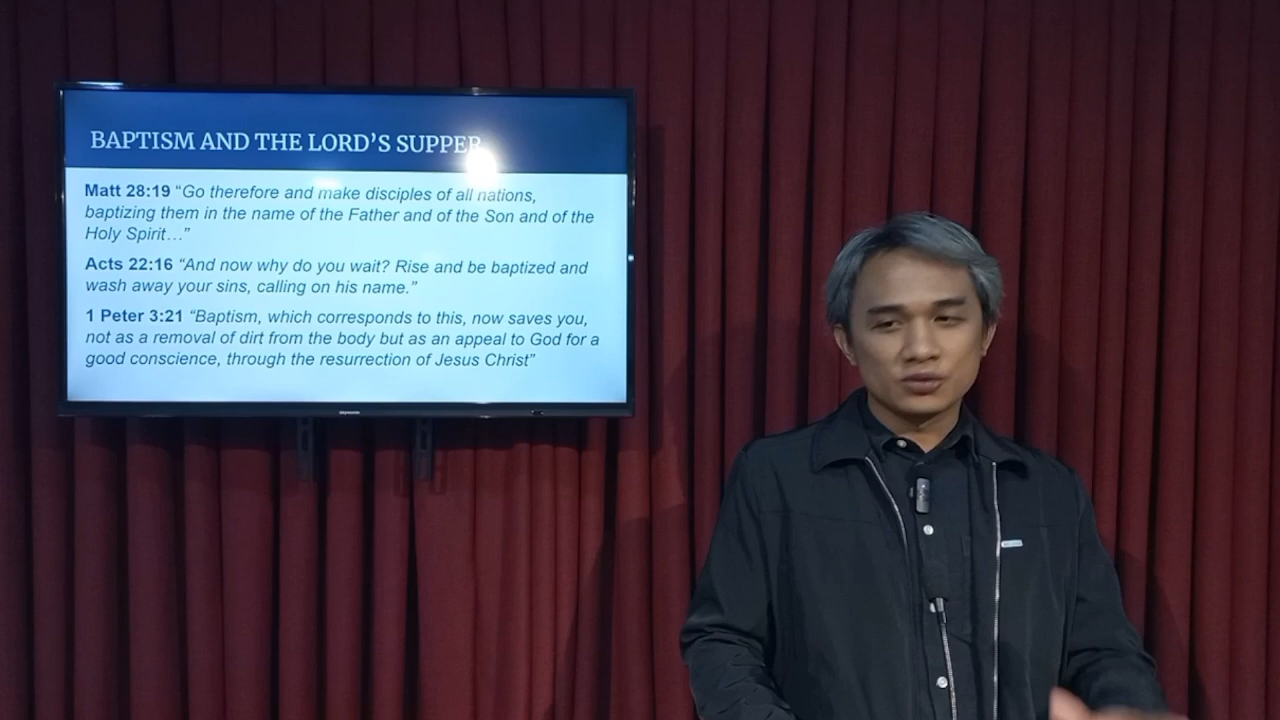 BAPTISM AND THE LORD'S SUPPER
Matt 28:19 “Go therefore and make disciples of all nations,
baptizing them in the name of the Father and of the Son and of the
Holy Spirit…”
Acts 22:16 “And now why do you wait? Rise and be baptized and
wash away your sins, calling on his name.”
1 Peter 3:21 “Baptism, which corresponds to this, now saves you,
not as a removal of dirt from the body but as an appeal to God for a
good conscience, through the resurrection of Jesus Christ”